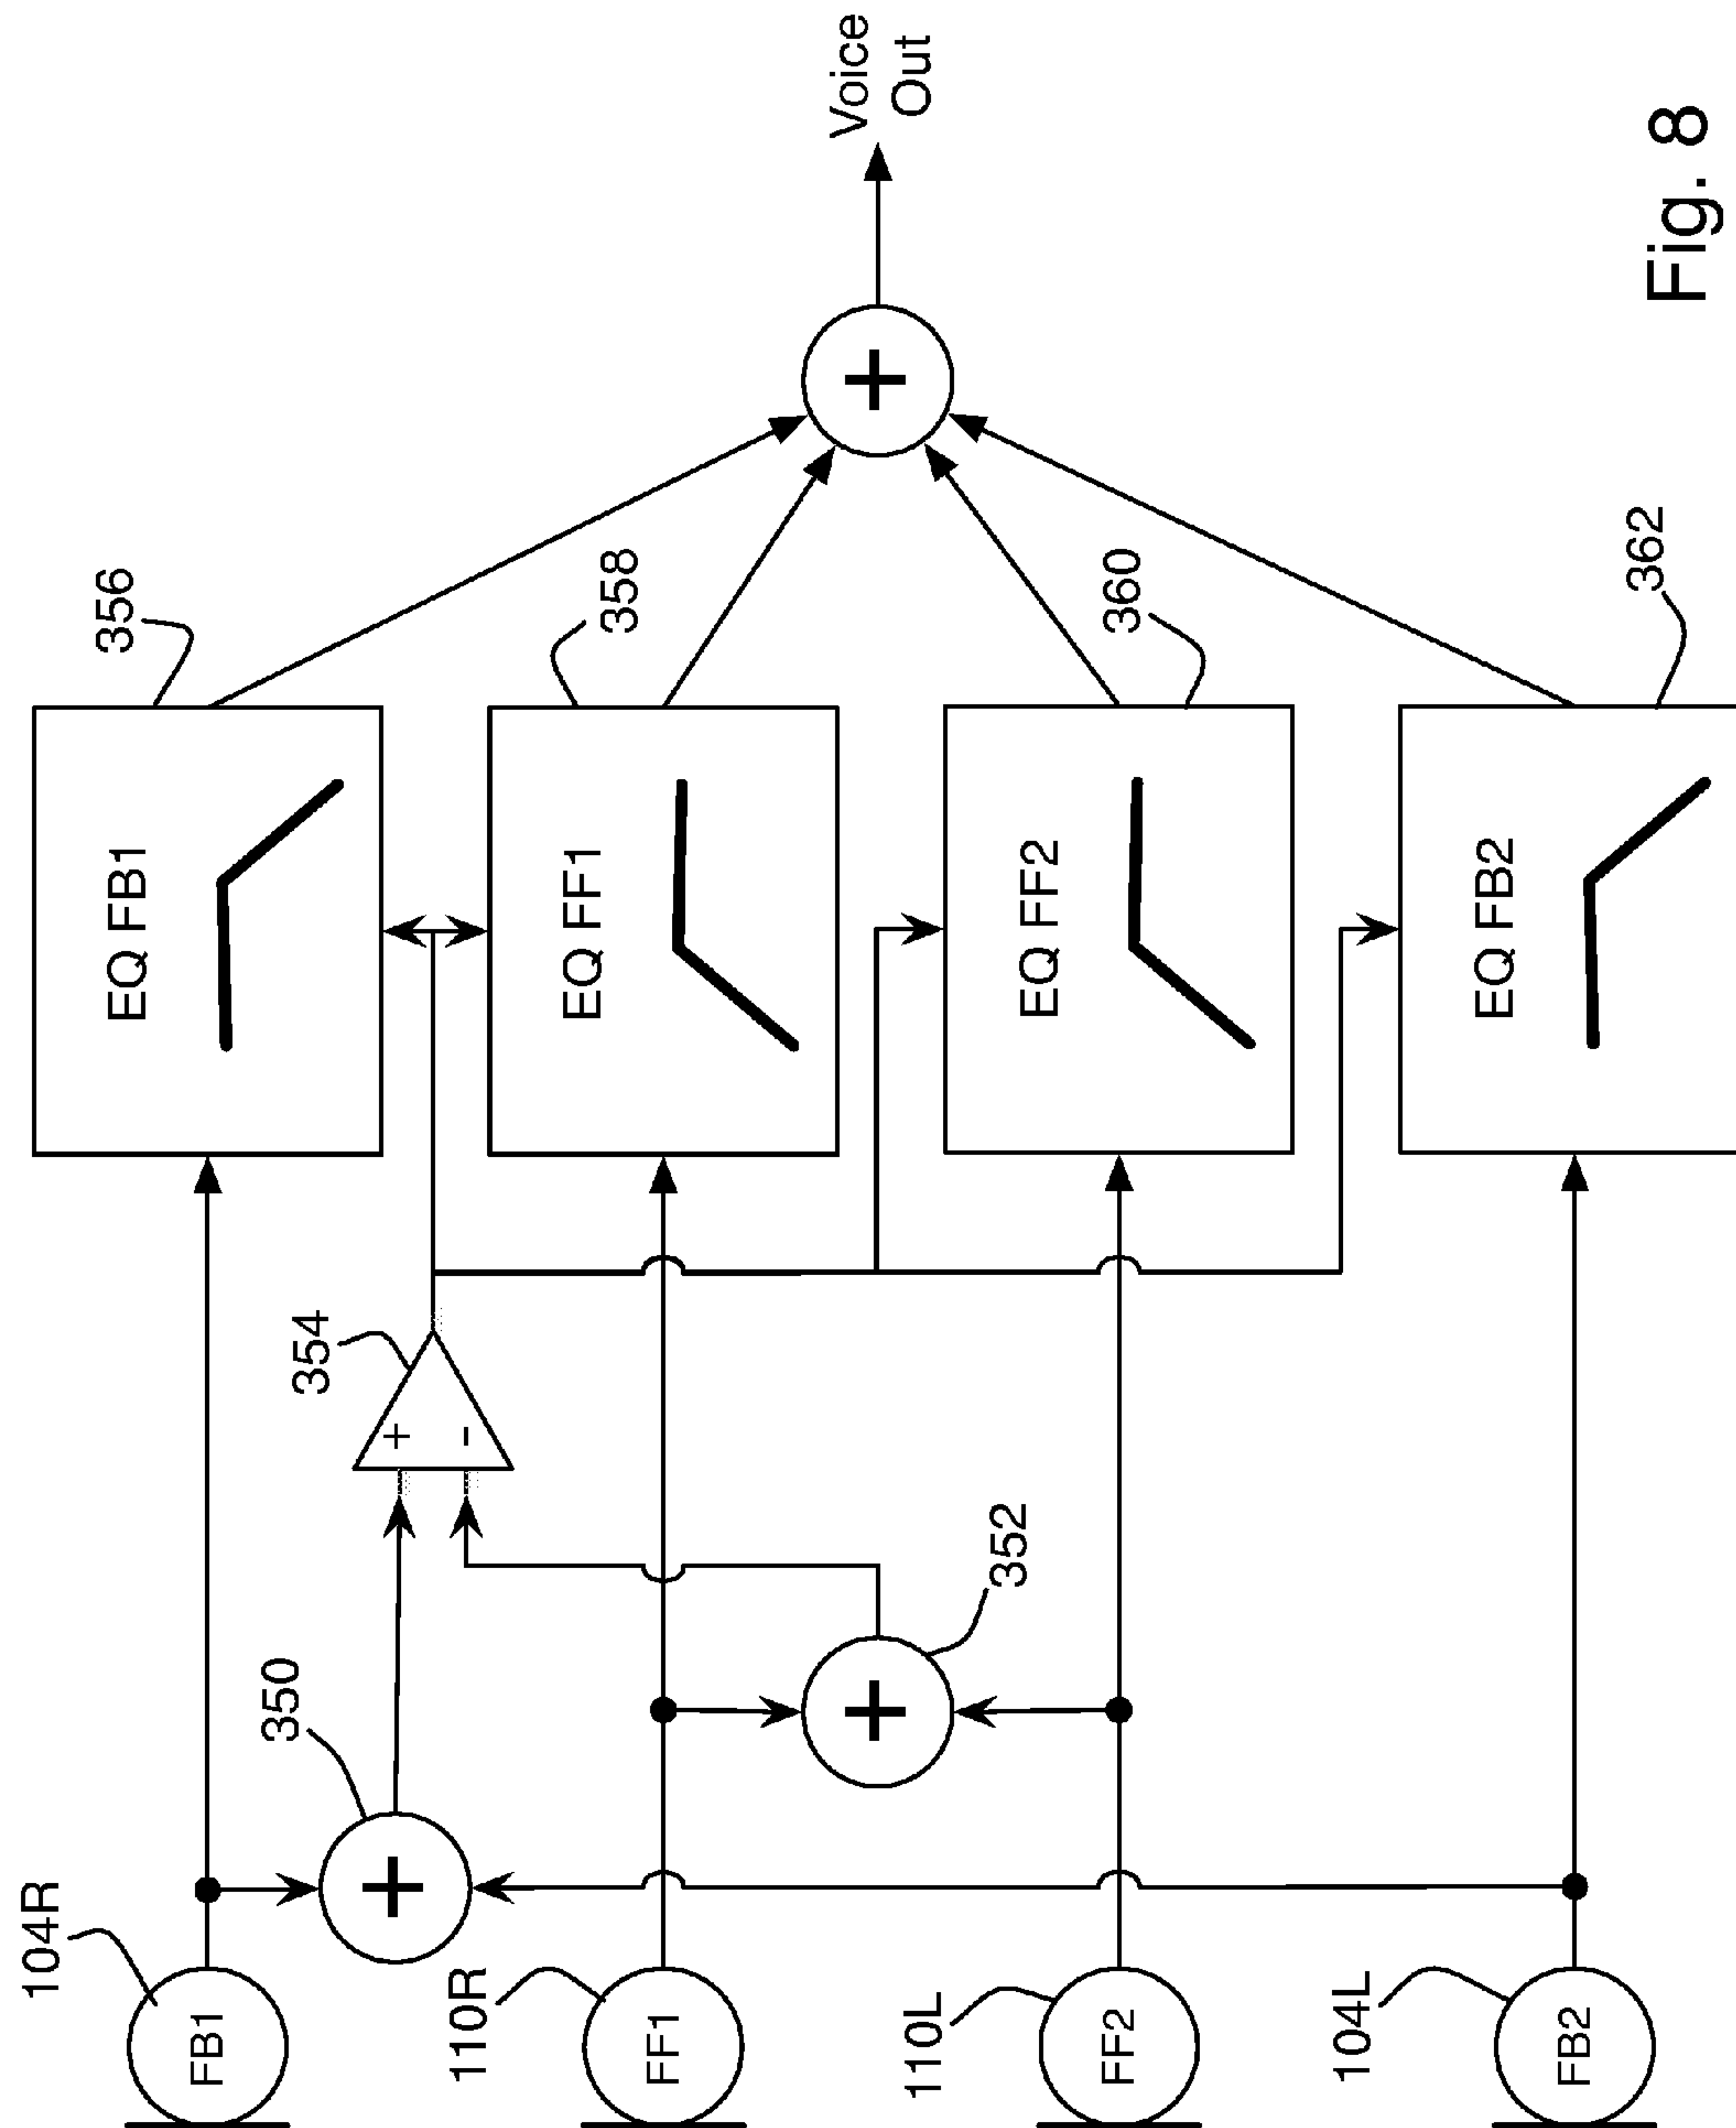 104R
FB1
350
356
EQ FB1
354
+
-
+
110R
FF1
358
EQ FF1
352
+
+
Voice
Out
110L
FF2
360
EQ FF2
104L
FB2
362
EQ FB2
Fig. 8